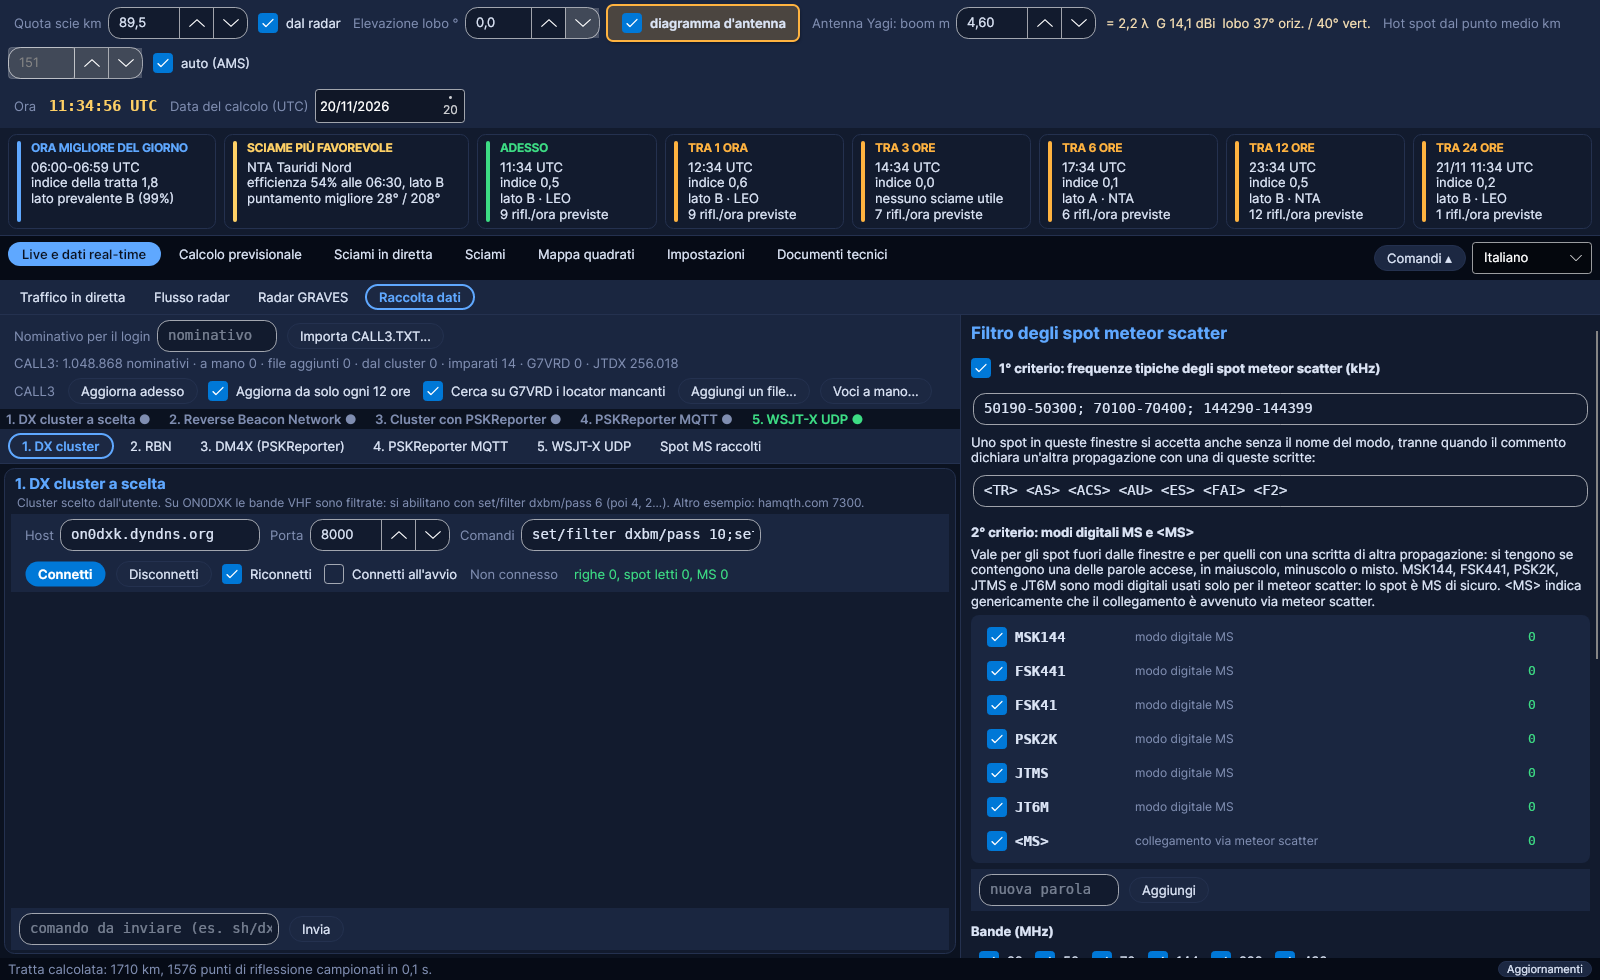 Quota scie km 89,5 dal radar Elevazione lobo ° 0,0 diagramma d'antenna Antenna Yagi: boom m 4,60 = 2,2 λ G 14,1 dBi lobo 37° oriz. / 40° vert. Hot spot dal punto medio km
151 auto (AMS)
Ora 11:34:56 UTC Data del calcolo (UTC) 20/11/2026 20
ORA MIGLIORE DEL GIORNO
06:00-06:59 UTC
indice della tratta 1,8
lato prevalente B (99%)
SCIAME PIÙ FAVOREVOLE
NTA Tauridi Nord
efficienza 54% alle 06:30, lato B
puntamento migliore 28° / 208°
ADESSO
11:34 UTC
indice 0,5
lato B · LEO
9 rifl./ora previste
TRA 1 ORA
12:34 UTC
indice 0,6
lato B · LEO
9 rifl./ora previste
TRA 3 ORE
14:34 UTC
indice 0,0
nessuno sciame utile
7 rifl./ora previste
TRA 6 ORE
17:34 UTC
indice 0,1
lato A · NTA
6 rifl./ora previste
TRA 12 ORE
23:34 UTC
indice 0,5
lato B · NTA
12 rifl./ora previste
TRA 24 ORE
21/11 11:34 UTC
indice 0,2
lato B · LEO
1 rifl./ora previste
Live e dati real-time Calcolo previsionale Sciami in diretta Sciami Mappa quadrati Impostazioni Documenti tecnici Comandi ▴ Italiano
Traffico in diretta Flusso radar Radar GRAVES Raccolta dati
Nominativo per il login nominativo Importa CALL3.TXT...
CALL3: 1.048.868 nominativi · a mano 0 · file aggiunti 0 · dal cluster 0 · imparati 14 · G7VRD 0 · JTDX 256.018
CALL3 Aggiorna adesso Aggiorna da solo ogni 12 ore Cerca su G7VRD i locator mancanti Aggiungi un file... Voci a mano...
1. DX cluster a scelta 2. Reverse Beacon Network 3. Cluster con PSKReporter 4. PSKReporter MQTT 5. WSJT-X UDP
1. DX cluster 2. RBN 3. DM4X (PSKReporter) 4. PSKReporter MQTT 5. WSJT-X UDP Spot MS raccolti
1. DX cluster a scelta
Cluster scelto dall'utente. Su ON0DXK le bande VHF sono filtrate: si abilitano con set/filter dxbm/pass 6 (poi 4, 2...). Altro esempio: hamqth.com 7300.
Host on0dxk.dyndns.org Porta 8000 Comandi set/filter dxbm/pass 10;se
Connetti Disconnetti Riconnetti Connetti all'avvio Non connesso righe 0, spot letti 0, MS 0
comando da inviare (es. sh/dx Invia
Filtro degli spot meteor scatter
1° criterio: frequenze tipiche degli spot meteor scatter (kHz)
50190-50300; 70100-70400; 144290-144399
Uno spot in queste finestre si accetta anche senza il nome del modo, tranne quando il commento
dichiara un'altra propagazione con una di queste scritte:
<TR> <AS> <ACS> <AU> <ES> <FAI> <F2>
2° criterio: modi digitali MS e <MS>
Vale per gli spot fuori dalle finestre e per quelli con una scritta di altra propagazione: si tengono se
contengono una delle parole accese, in maiuscolo, minuscolo o misto. MSK144, FSK441, PSK2K,
JTMS e JT6M sono modi digitali usati solo per il meteor scatter: lo spot è MS di sicuro. <MS> indica
genericamente che il collegamento è avvenuto via meteor scatter.
MSK144 modo digitale MS 0
FSK441 modo digitale MS 0
FSK41 modo digitale MS 0
PSK2K modo digitale MS 0
JTMS modo digitale MS 0
JT6M modo digitale MS 0
<MS> collegamento via meteor scatter 0
nuova parola Aggiungi
Bande (MHz)
Tratta calcolata: 1710 km, 1576 punti di riflessione campionati in 0,1 s. Aggiornamenti